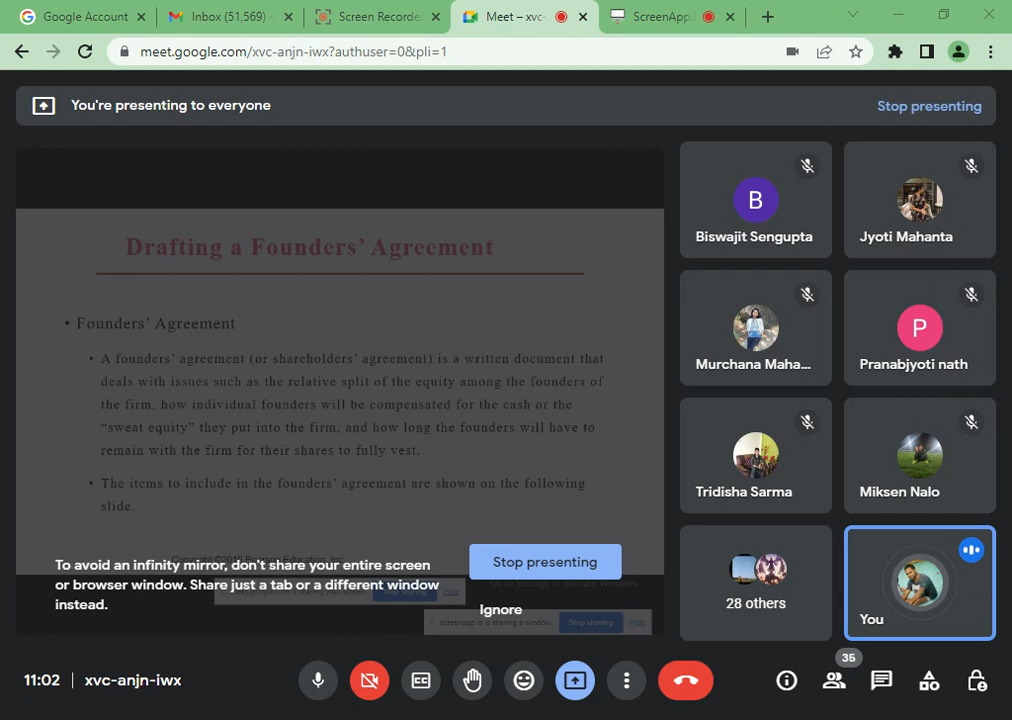 Google Account
Inbox (51,569) -
Screen Recorde
Meet – xvc-
ScreenApp.i
meet.google.com/xvc-anjn-iwx?authuser=0&pli=1
You're presenting to everyone
Stop presenting
Drafting a Founders' Agreement
• Founders' Agreement
• A founders' agreement (or shareholders' agreement) is a written document that
deals with issues such as the relative split of the equity among the founders of
the firm, how individual founders will be compensated for the cash or the
“sweat equity” they put into the firm, and how long the founders will have to
remain with the firm for their shares to fully vest.
• The items to include in the founders' agreement are shown on the following
slide.
To avoid an infinity mirror, don't share your entire screen
or browser window. Share just a tab or a different window
instead.
Stop presenting
Ignore
screenapp.io is sharing a window.
Stop sharing
Hide
B
Biswajit Sengupta
Jyoti Mahanta
Murchana Maha...
P
Pranabjyoti nath
Tridisha Sarma
Miksen Nalo
28 others
You
11:02 | xvc-anjn-iwx
35